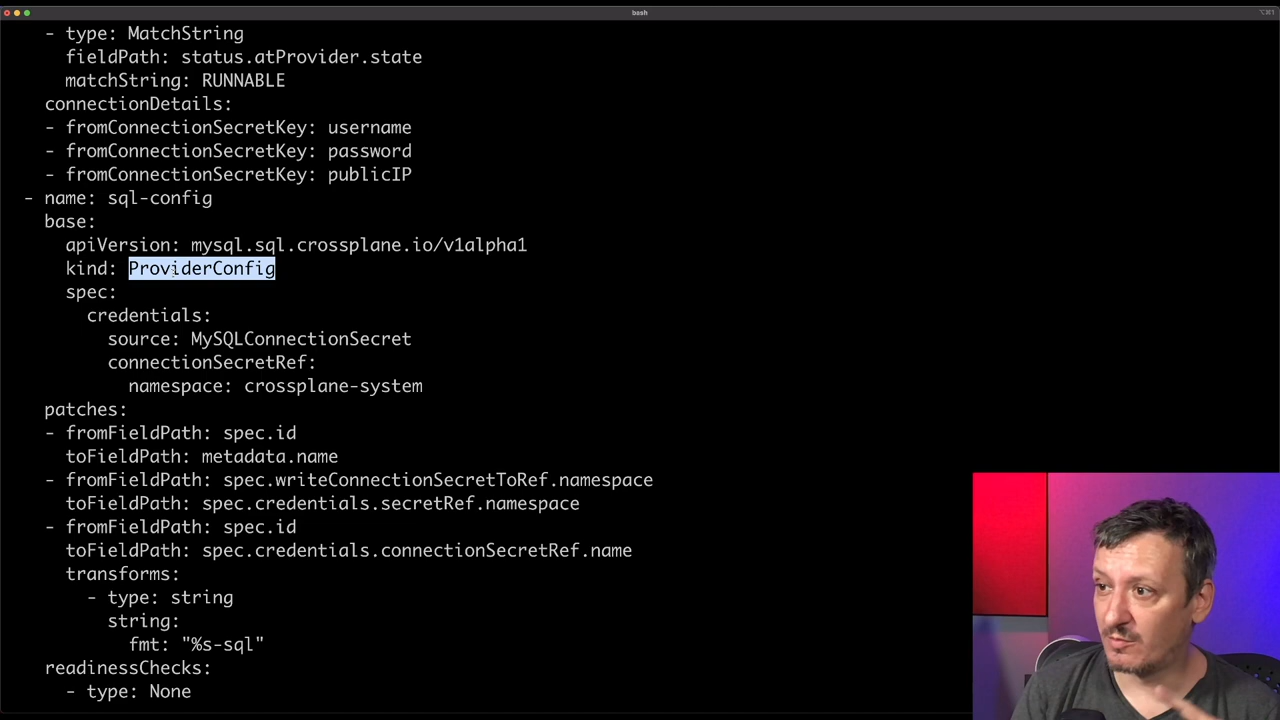 bash
⌥⌘1
- type: MatchString
fieldPath: status.atProvider.state
matchString: RUNNABLE
connectionDetails:
- fromConnectionSecretKey: username
- fromConnectionSecretKey: password
- fromConnectionSecretKey: publicIP
- name: sql-config
base:
apiVersion: mysql.sql.crossplane.io/v1alpha1
kind: ProviderConfig
spec:
credentials:
source: MySQLConnectionSecret
connectionSecretRef:
namespace: crossplane-system
patches:
- fromFieldPath: spec.id
toFieldPath: metadata.name
- fromFieldPath: spec.writeConnectionSecretToRef.namespace
toFieldPath: spec.credentials.secretRef.namespace
- fromFieldPath: spec.id
toFieldPath: spec.credentials.connectionSecretRef.name
transforms:
- type: string
string:
fmt: "%s-sql"
readinessChecks:
- type: None